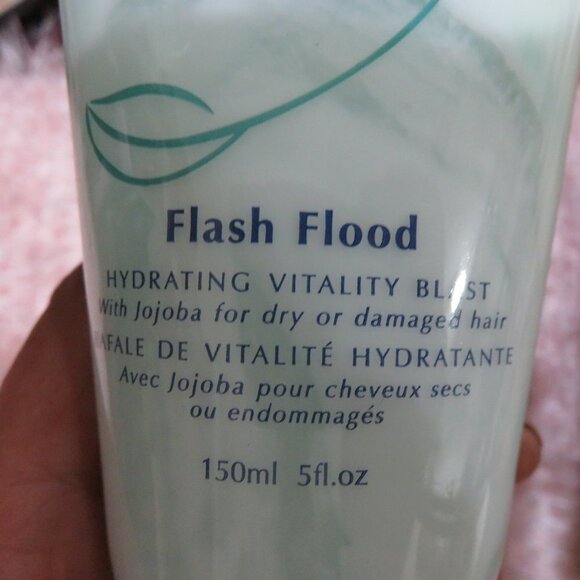 Flash Flood
HYDRATING VITALITY BLAST
With Jojoba for dry or damaged hair
RAFALE DE VITALITÉ HYDRATANTE
Avec Jojoba pour cheveux secs
ou endommagés
150ml 5fl.oz